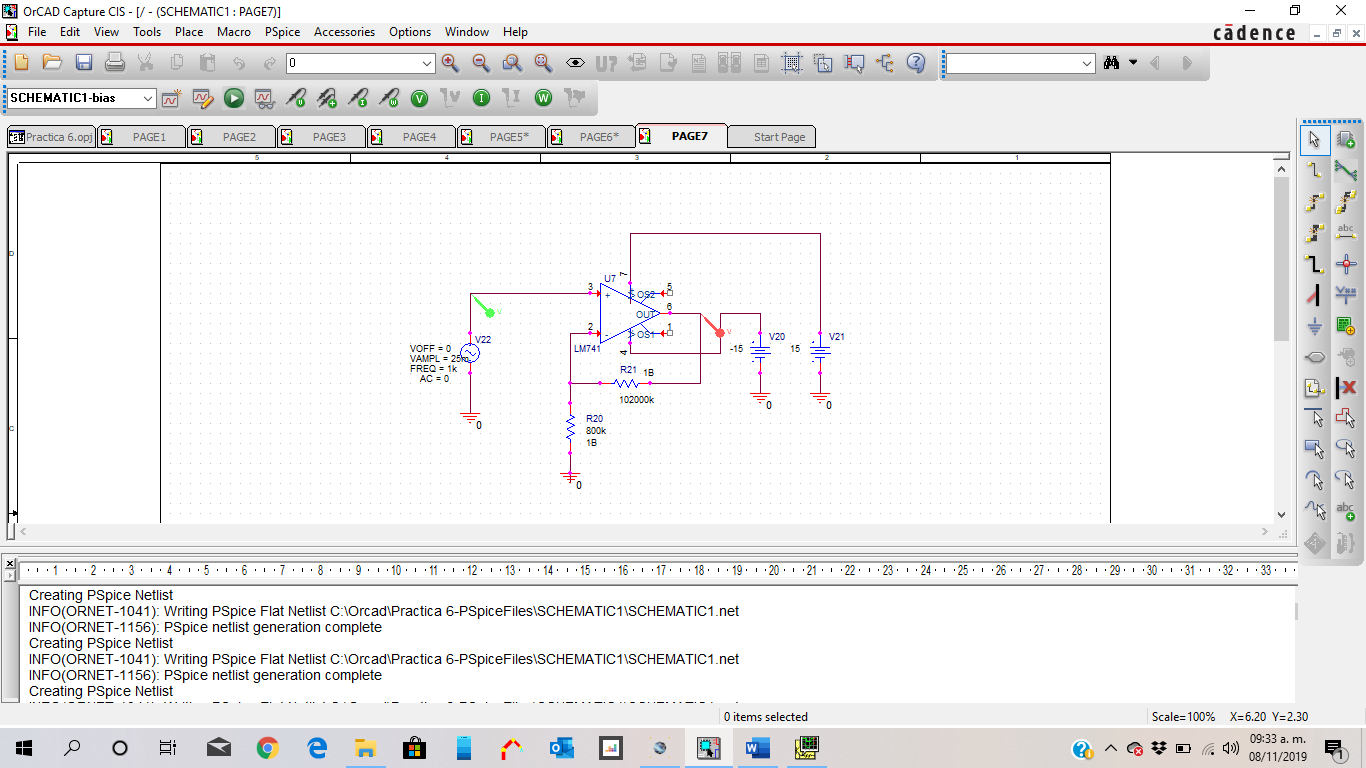 OrCAD Capture CIS - [/ - (SCHEMATIC1 : PAGE7)]
File Edit View Tools Place Macro PSpice Accessories Options Window Help
cādence
0
U?
SCHEMATIC1-bias
V I W
Practica 6.opj PAGE1 PAGE2 PAGE3 PAGE4 PAGE5* PAGE6* PAGE7 Start Page
5 4 3 2 1
D
C
U7
7
3
+
OS2
5
6
OUT
2
-
OS1
1
4
LM741
V
V
V22
VOFF = 0
VAMPL = 25m
FREQ = 1k
AC = 0
0
R21 1B
102000k
R20
800k
1B
0
-15
V20
0
15
V21
0
abc
abc
1 2 3 4 5 6 7 8 9 10 11 12 13 14 15 16 17 18 19 20 21 22 23 24 25 26 27 28 29 30 31 32 33
Creating PSpice Netlist
INFO(ORNET-1041): Writing PSpice Flat Netlist C:\Orcad\Practica 6-PSpiceFiles\SCHEMATIC1\SCHEMATIC1.net
INFO(ORNET-1156): PSpice netlist generation complete
Creating PSpice Netlist
INFO(ORNET-1041): Writing PSpice Flat Netlist C:\Orcad\Practica 6-PSpiceFiles\SCHEMATIC1\SCHEMATIC1.net
INFO(ORNET-1156): PSpice netlist generation complete
Creating PSpice Netlist
0 items selected
Scale=100% X=6.20 Y=2.30
09:33 a. m.
08/11/2019
1